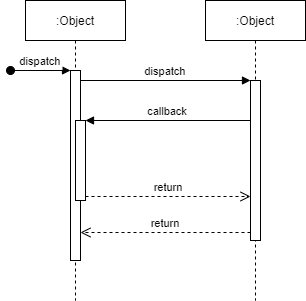 :Object
:Object
dispatch
dispatch
callback
return
return